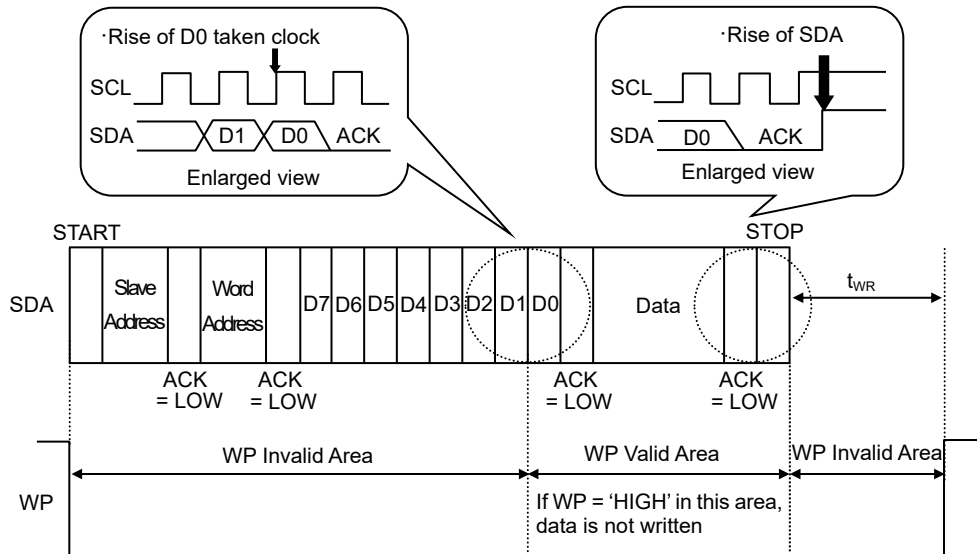 ·Rise of D0 taken clock
SCL
SDA
D1
D0
ACK
Enlarged view
·Rise of SDA
SCL
SDA
D0
ACK
Enlarged view
START
STOP
SDA
Slave
Address
Word
Address
D7
D6
D5
D4
D3
D2
D1
D0
Data
tWR
ACK
= LOW
ACK
= LOW
ACK
= LOW
ACK
= LOW
WP
WP Invalid Area
WP Valid Area
WP Invalid Area
If WP = ‘HIGH’ in this area,
data is not written